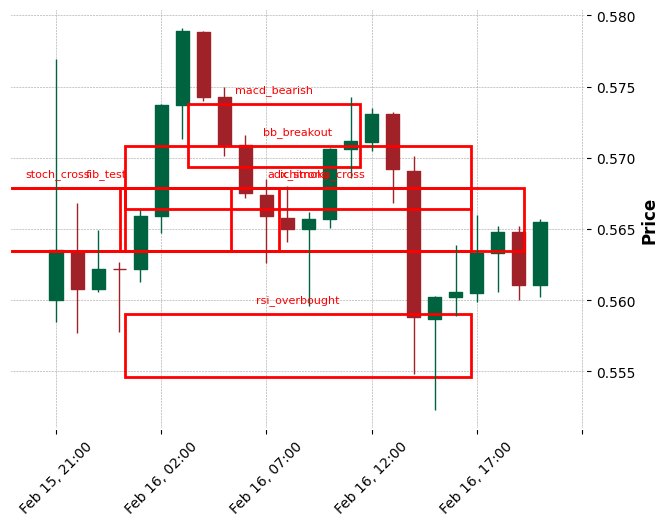 0.580
macd_bearish
0.575
bb_breakout
0.570
stoch_cross
fib_test
0.565
rsi_overbought
0.560
0.555
Price
Feb 15, 21:00
Feb 16, 02:00
Feb 16, 07:00
Feb 16, 12:00
Feb 16, 17:00